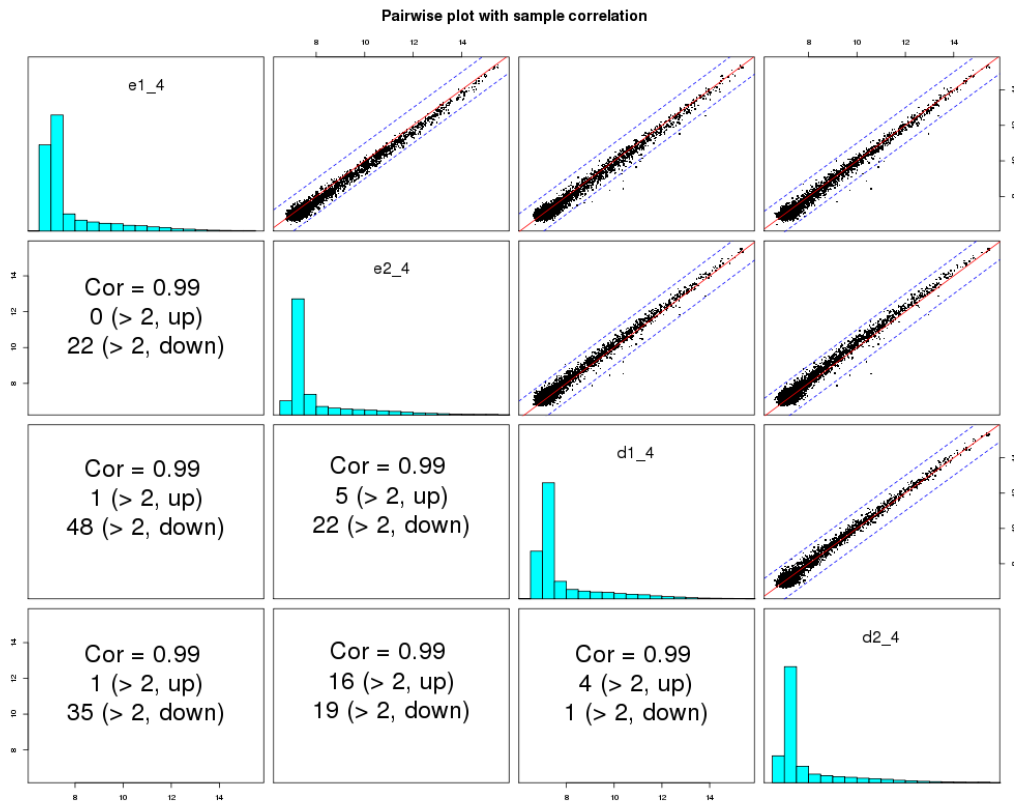 Pairwise plot with sample correlation
8 10 12 14
8 10 12 14
e1_4
e2_4
14
12
10
8
Cor = 0.99
0 (> 2, up)
22 (> 2, down)
d1_4
Cor = 0.99
1 (> 2, up)
48 (> 2, down)
Cor = 0.99
5 (> 2, up)
22 (> 2, down)
d2_4
14
12
10
8
Cor = 0.99
1 (> 2, up)
35 (> 2, down)
Cor = 0.99
16 (> 2, up)
19 (> 2, down)
Cor = 0.99
4 (> 2, up)
1 (> 2, down)
8 10 12 14
8 10 12 14